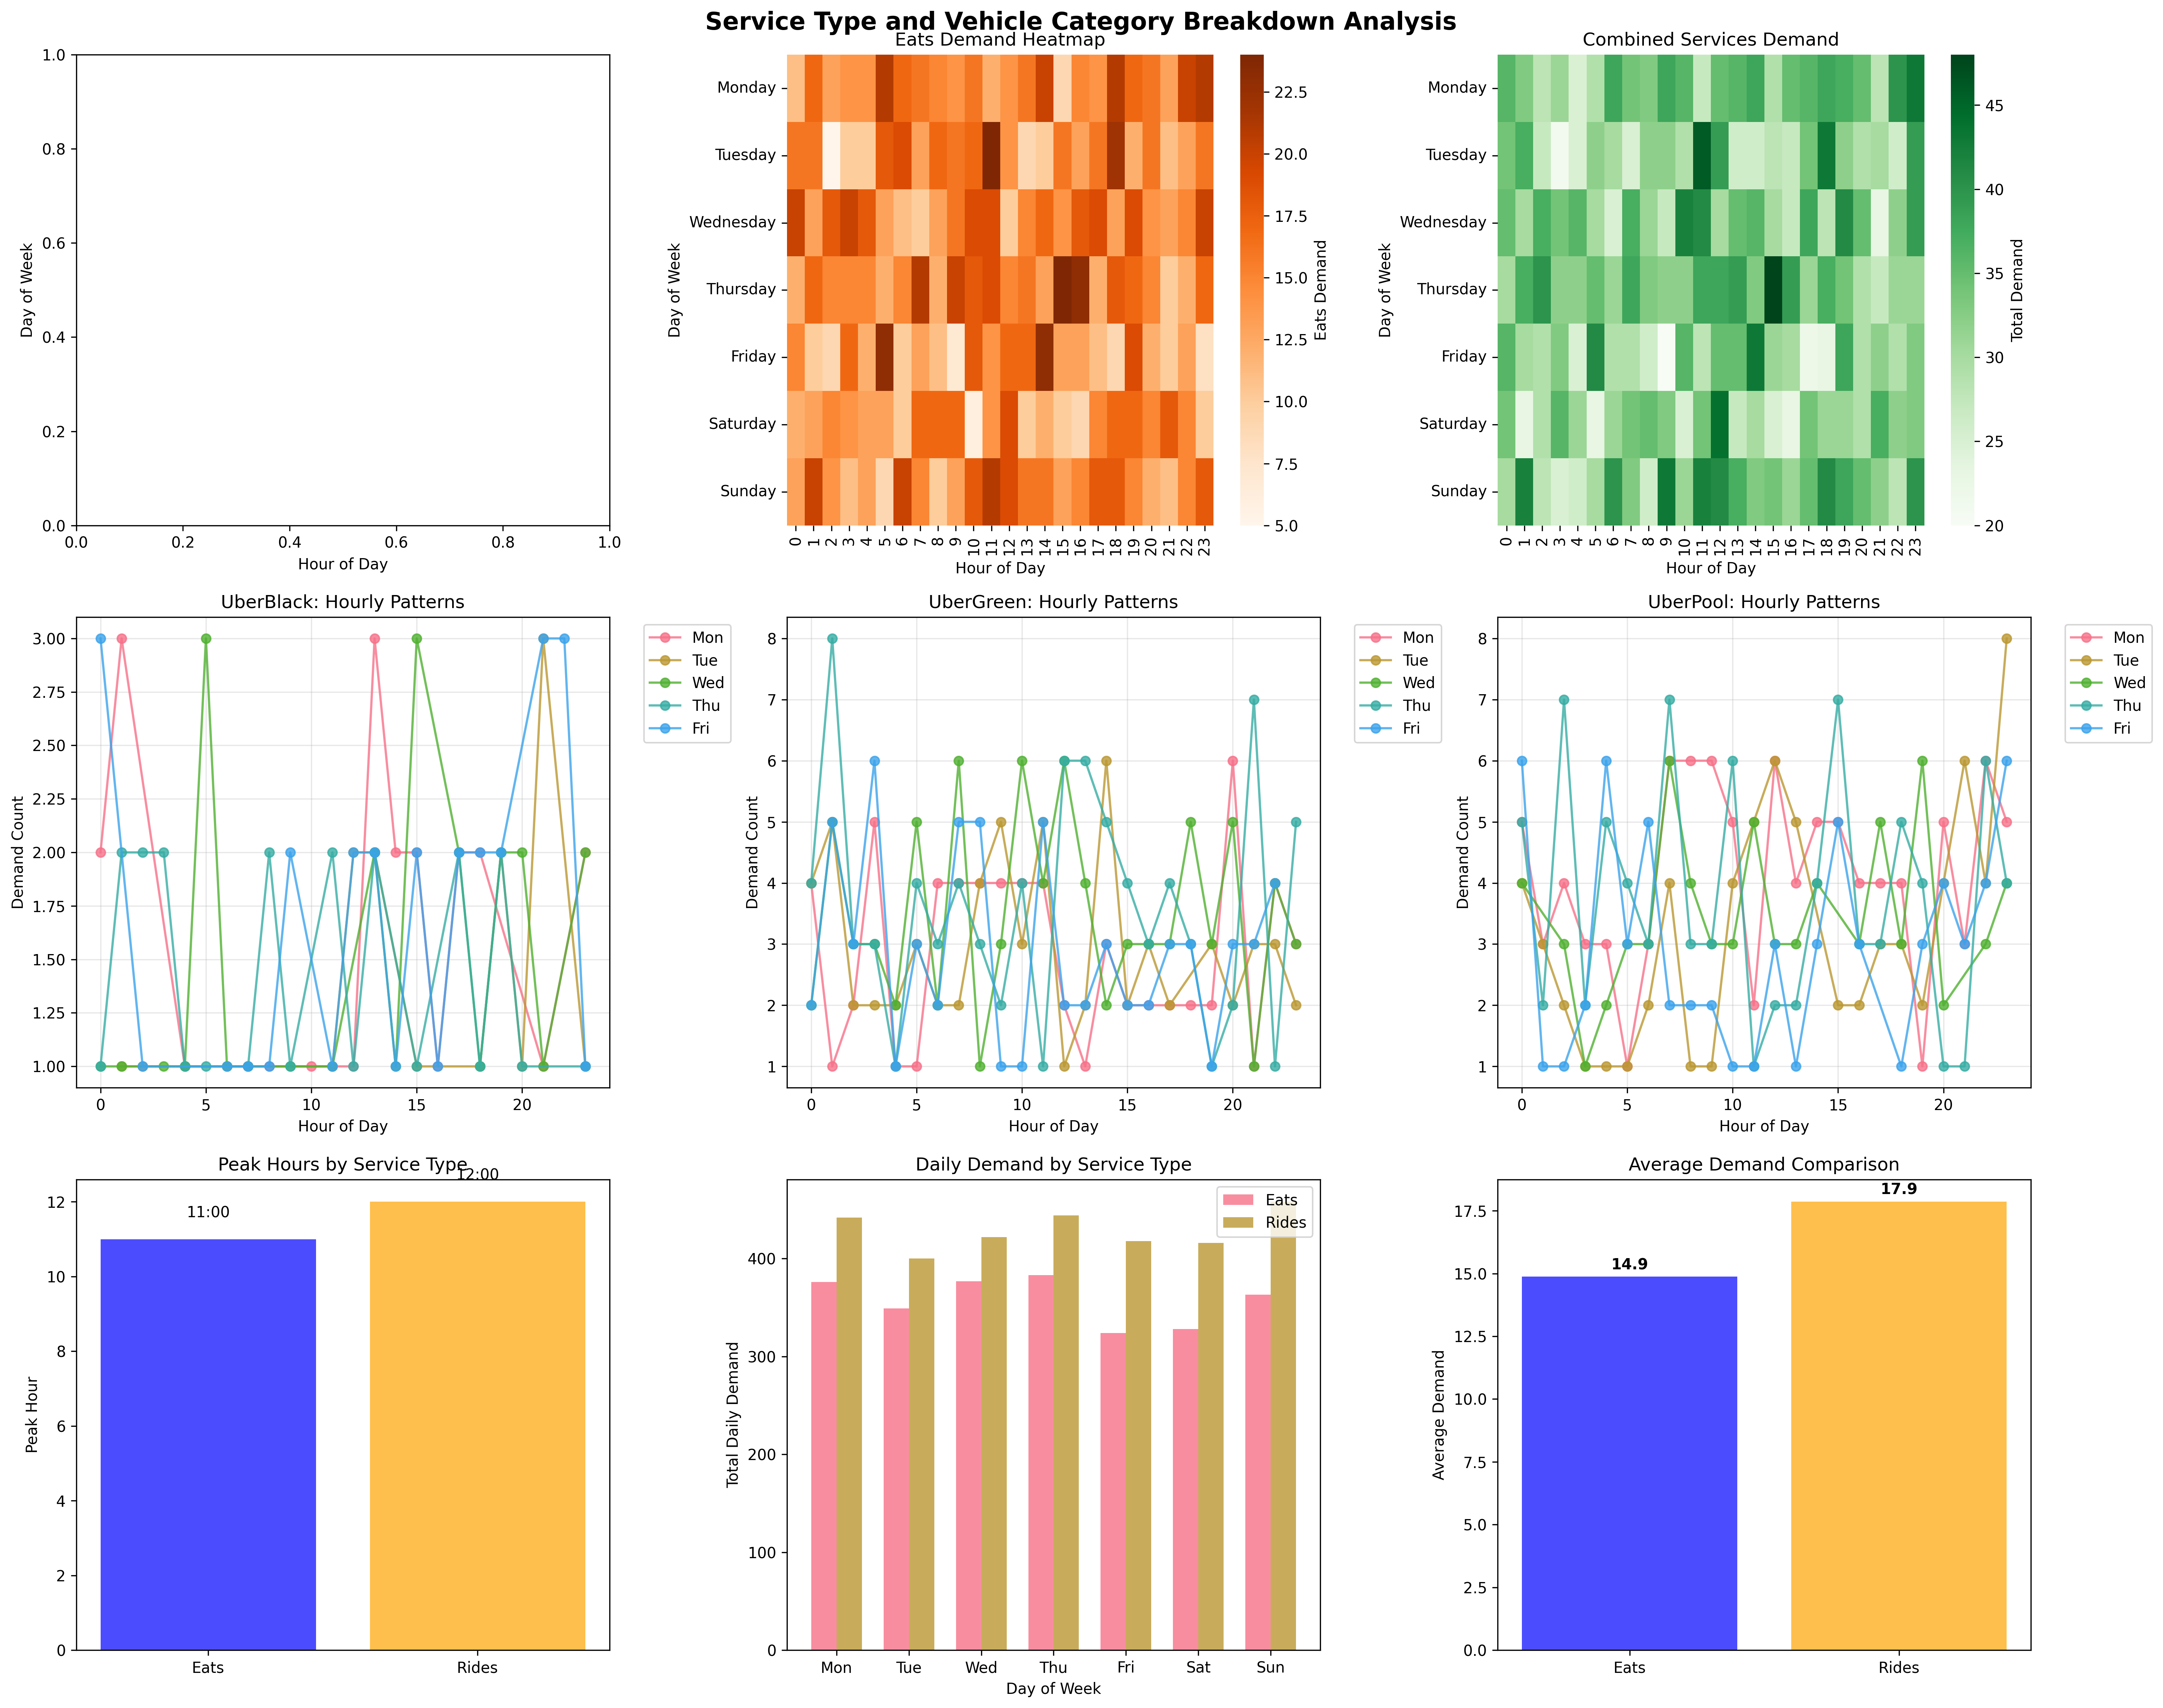 Service Type and Vehicle Category Breakdown Analysis
1.0
0.8
0.6
0.4
0.2
0.0
Day of Week
0.0 0.2 0.4 0.6 0.8 1.0
Hour of Day
Eats Demand Heatmap
Monday
Tuesday
Wednesday
Thursday
Friday
Saturday
Sunday
Day of Week
0 1 2 3 4 5 6 7 8 9 10 11 12 13 14 15 16 17 18 19 20 21 22 23
Hour of Day
22.5
20.0
17.5
15.0
12.5
10.0
7.5
5.0
Eats Demand
Combined Services Demand
Monday
Tuesday
Wednesday
Thursday
Friday
Saturday
Sunday
Day of Week
0 1 2 3 4 5 6 7 8 9 10 11 12 13 14 15 16 17 18 19 20 21 22 23
Hour of Day
45
40
35
30
25
20
Total Demand
UberBlack: Hourly Patterns
3.00
2.75
2.50
2.25
2.00
1.75
1.50
1.25
1.00
Demand Count
0 5 10 15 20
Hour of Day
Mon
Tue
Wed
Thu
Fri
UberGreen: Hourly Patterns
8
7
6
5
4
3
2
1
Demand Count
0 5 10 15 20
Hour of Day
Mon
Tue
Wed
Thu
Fri
UberPool: Hourly Patterns
8
7
6
5
4
3
2
1
Demand Count
0 5 10 15 20
Hour of Day
Mon
Tue
Wed
Thu
Fri
Peak Hours by Service Type
12:00
11:00
12
10
8
6
4
2
0
Peak Hour
Eats Rides
Daily Demand by Service Type
Eats
Rides
400
300
200
100
0
Total Daily Demand
Mon Tue Wed Thu Fri Sat Sun
Day of Week
Average Demand Comparison
17.9
14.9
17.5
15.0
12.5
10.0
7.5
5.0
2.5
0.0
Average Demand
Eats Rides